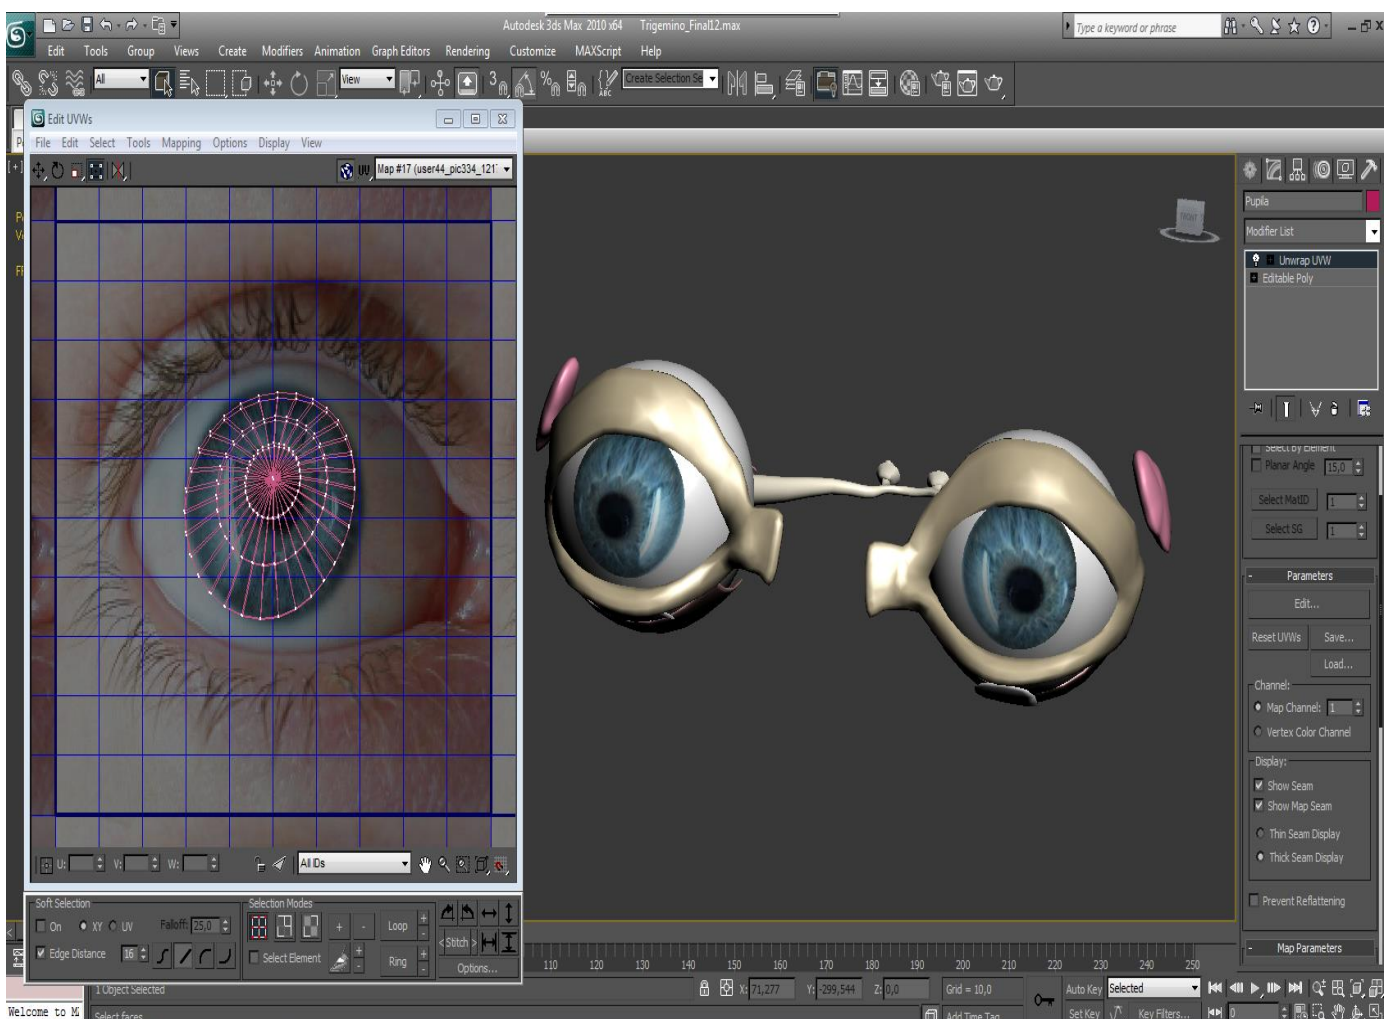 Autodesk 3ds Max 2010 x64 Trigemino_Final12.max
Type a keyword or phrase
Edit Tools Group Views Create Modifiers Animation Graph Editors Rendering Customize MAXScript Help
All
View
3
ABC
Create Selection Se
Edit UVWs
File Edit Select Tools Mapping Options Display View
UV
Map #17 (user44_pic334_121
[+]
FRONT
Pupila
Modifier List
Unwrap UVW
Editable Poly
Select by Element
Planar Angle 15,0
Select MatID 1
Select SG 1
- Parameters
Edit...
Reset UVWs Save...
Load...
Channel:
Map Channel: 1
Vertex Color Channel
Display:
Show Seam
Show Map Seam
Thin Seam Display
Thick Seam Display
Prevent Reflattening
- Map Parameters
U: V: W: All IDs
Soft Selection
On XY UV Falloff: 25,0
Edge Distance 16
Selection Modes
+ - Loop + -
Select Element + - Ring + -
< Stitch >
Options...
110 120 130 140 150 160 170 180 190 200 210 220 230 240 250
1 Object Selected
X: 71,277 Y: -299,544 Z: 0,0 Grid = 10,0
Auto Key Selected
Welcome to M
Select faces
Add Time Tag
Set Key Key Filters... 0